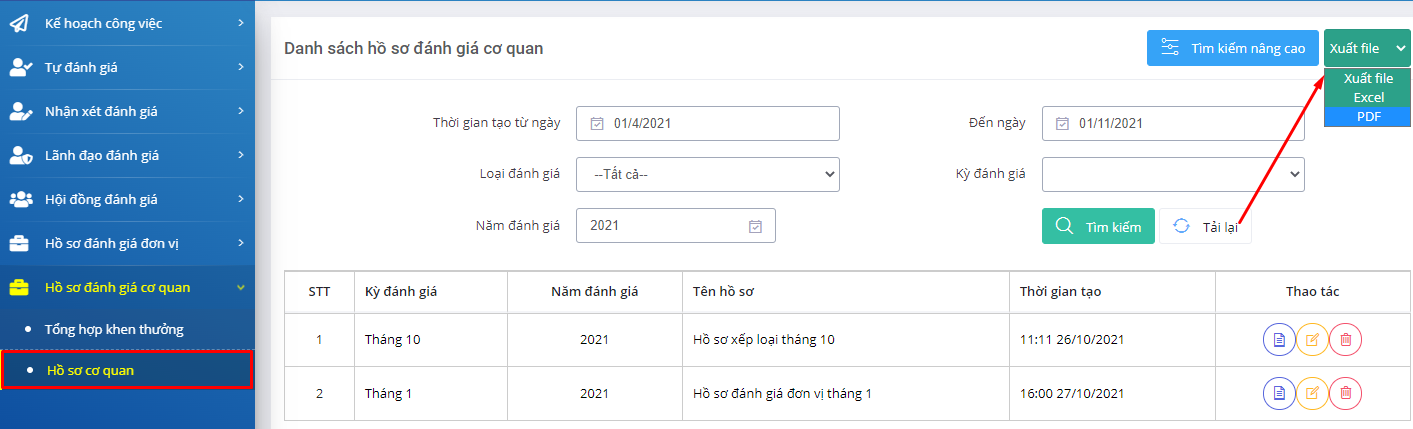 Kế hoạch công việc
Tự đánh giá
Nhận xét đánh giá
Lãnh đạo đánh giá
Hội đồng đánh giá
Hồ sơ đánh giá đơn vị
Hồ sơ đánh giá cơ quan
Tổng hợp khen thưởng
Hồ sơ cơ quan
Danh sách hồ sơ đánh giá cơ quan
Tìm kiếm nâng cao
Xuất file
Xuất file
Excel
PDF
Thời gian tạo từ ngày 01/4/2021 Đến ngày 01/11/2021
Loại đánh giá --Tất cả-- Kỳ đánh giá
Năm đánh giá 2021 Tìm kiếm Tải lại
STT Kỳ đánh giá Năm đánh giá Tên hồ sơ Thời gian tạo Thao tác
1 Tháng 10 2021 Hồ sơ xếp loại tháng 10 11:11 26/10/2021
2 Tháng 1 2021 Hồ sơ đánh giá đơn vị tháng 1 16:00 27/10/2021